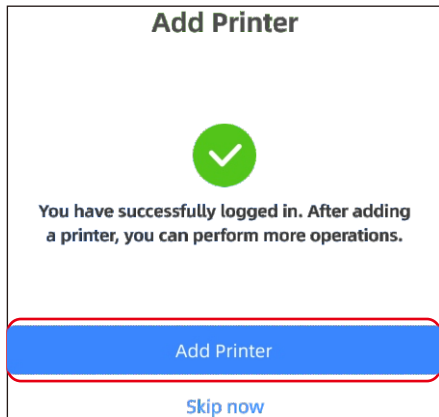 Add Printer
You have successfully logged in. After adding
a printer, you can perform more operations.
Add Printer
Skip now